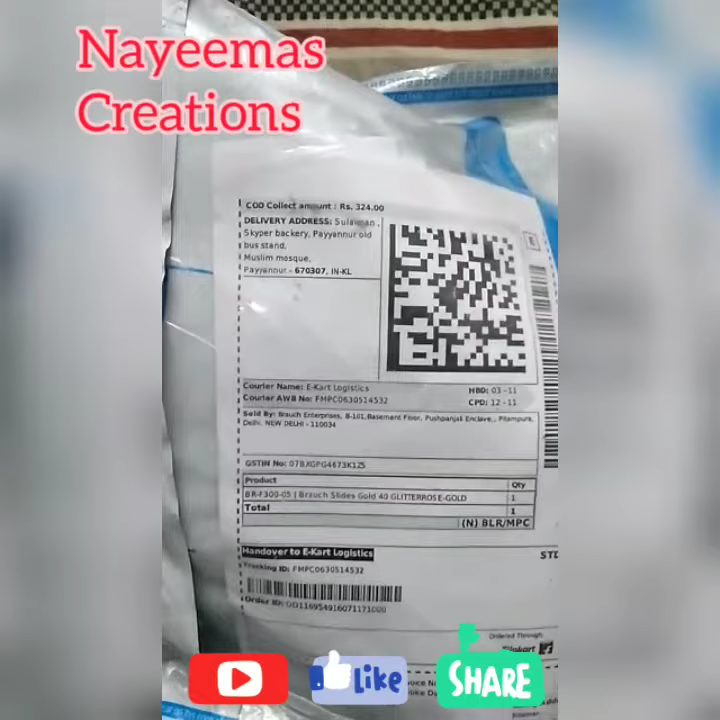 Nayeemas
Creations
COD Collect amount : Rs. 324.00
DELIVERY ADDRESS: Sulaiman ,
Skyper backery, Payyannur old
bus stand,
Muslim mosque,
Payyannur - 670307, IN-KL
E
Courier Name: E-Kart Logistics
HBD: 03 - 11
Courier AWB No: FMPC0630514532
CPD: 12 - 11
Sold By: Brauch Enterprises, B-101,Basement Floor, Pushpanjali Enclave,, Pitampura,
Delhi, NEW DELHI - 110034
GSTIN No: 07BJXGPG4673K1Z5
Product Qty
BR-F300-05 | Brauch Slides Gold 40 GLITTERROSE-GOLD 1
Total 1
(N) BLR/MPC
Handover to E-Kart Logistics
STD
Tracking ID: FMPC0630514532
Order ID: OD116954916071171000
Ordered Through
Flipkart
Like
SHARE